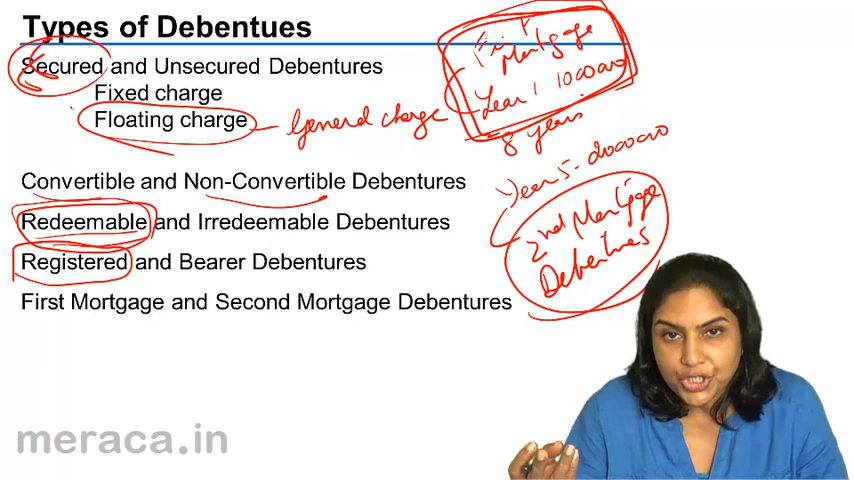 Types of Debentues
Secured and Unsecured Debentures
Fixed charge
Floating charge
General charge
First
Mortgage
Year 1 1000000
8 years
Year 5-
2nd Mortgage
Debentures
Convertible and Non-Convertible Debentures
Redeemable and Irredeemable Debentures
Registered and Bearer Debentures
First Mortgage and Second Mortgage Debentures
meraca.in